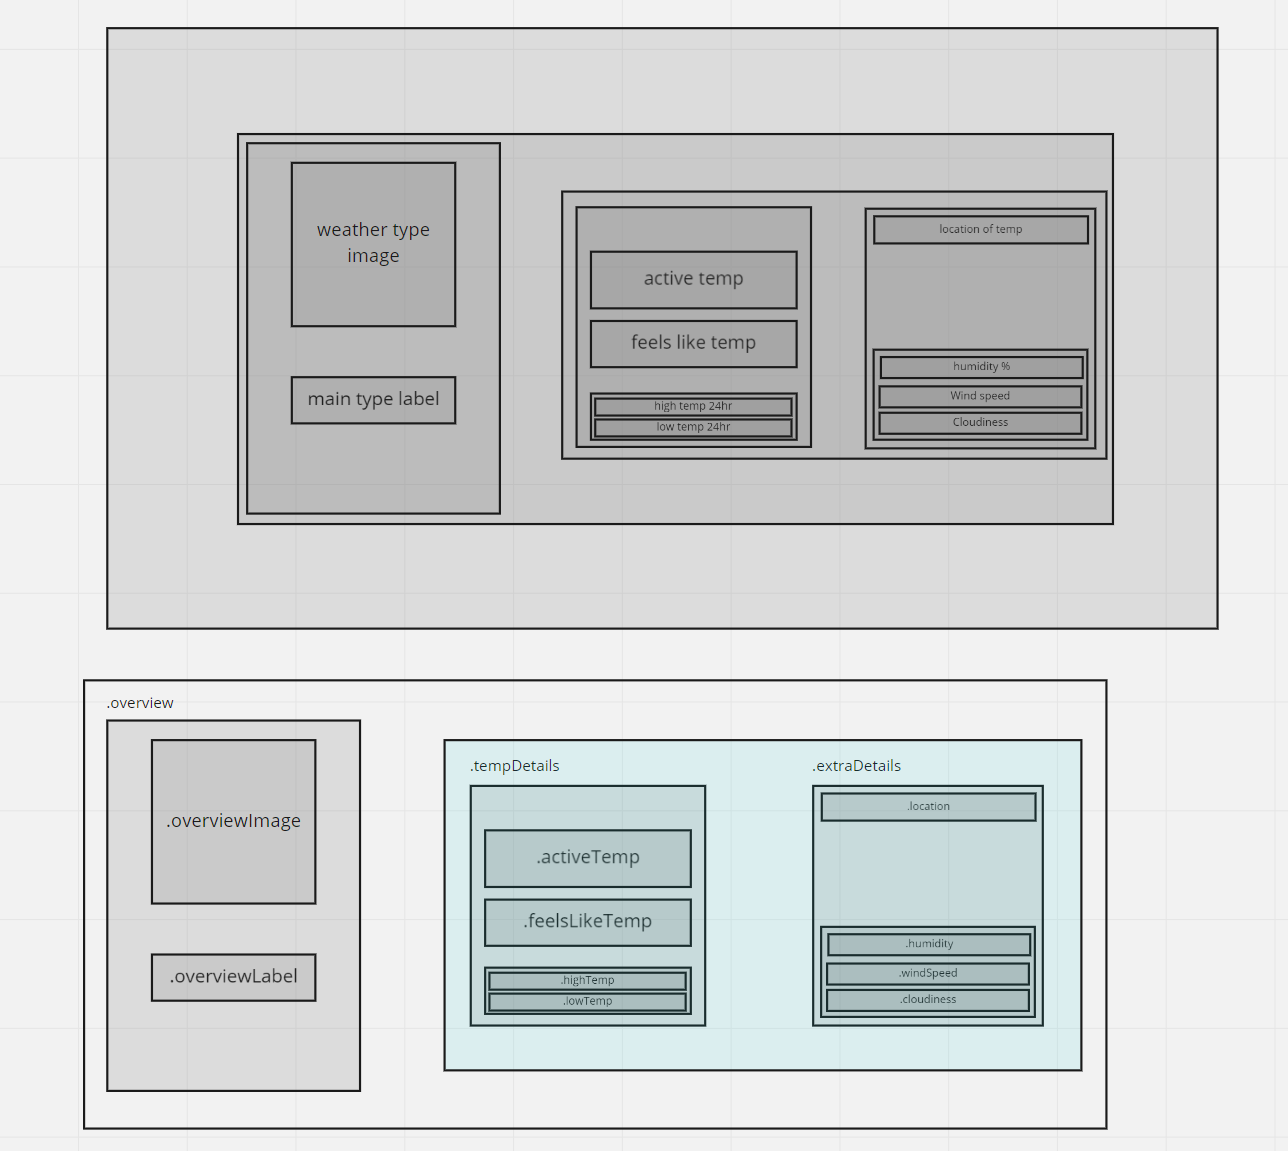 weather type
image
main type label
active temp
feels like temp
high temp 24hr
low temp 24hr
location of temp
humidity %
Wind speed
Cloudiness
.overview
.overviewImage
.overviewLabel
.tempDetails
.activeTemp
.feelsLikeTemp
.highTemp
.lowTemp
.extraDetails
.location
.humidity
.windSpeed
.cloudiness